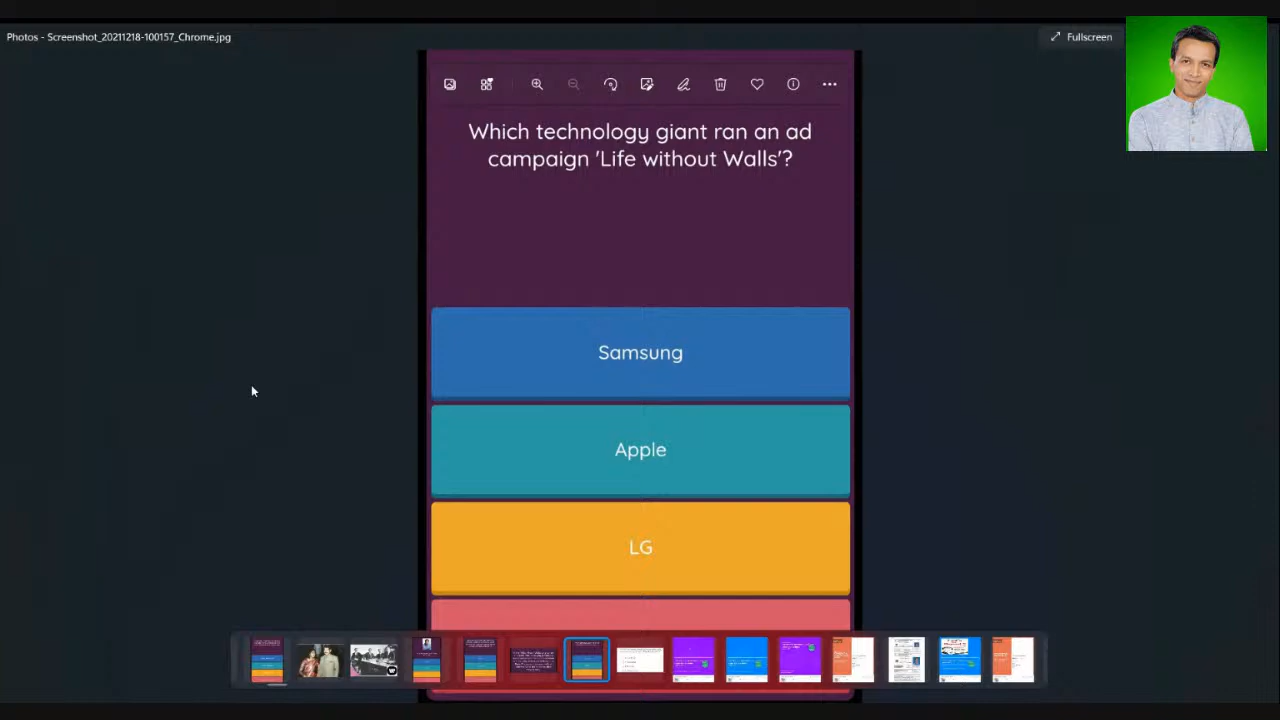 Photos - Screenshot_20211218-100157_Chrome.jpg
Fullscreen
Which technology giant ran an ad
campaign 'Life without Walls'?
Samsung
Apple
LG